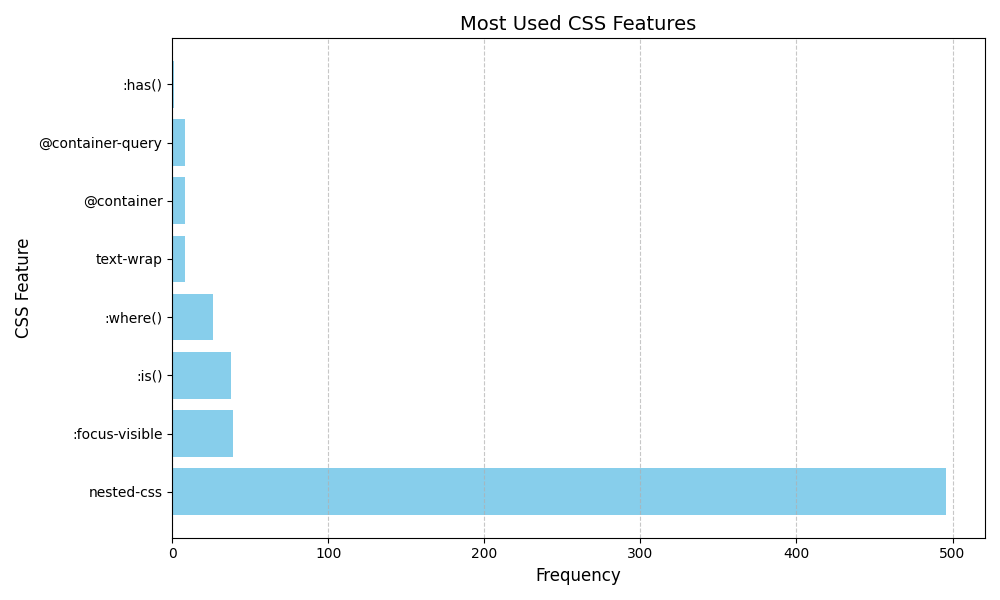 Most Used CSS Features
CSS Feature
:has()
@container-query
@container
text-wrap
:where()
:is()
:focus-visible
nested-css
0 100 200 300 400 500
Frequency